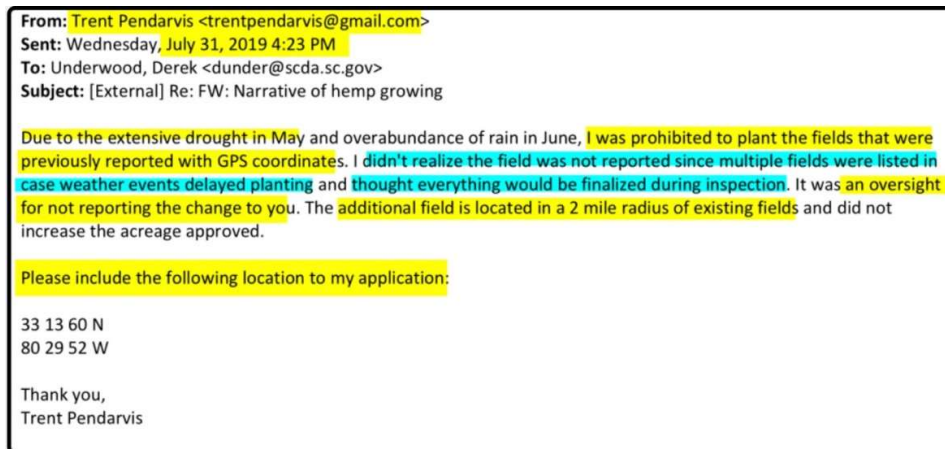 From: Trent Pendarvis <trentpendarvis@gmail.com>
Sent: Wednesday, July 31, 2019 4:23 PM
To: Underwood, Derek <dunder@scda.sc.gov>
Subject: [External] Re: FW: Narrative of hemp growing
Due to the extensive drought in May and overabundance of rain in June, I was prohibited to plant the fields that were
previously reported with GPS coordinates. I didn't realize the field was not reported since multiple fields were listed in
case weather events delayed planting and thought everything would be finalized during inspection. It was an oversight
for not reporting the change to you. The additional field is located in a 2 mile radius of existing fields and did not
increase the acreage approved.
Please include the following location to my application:
33 13 60 N
80 29 52 W
Thank you,
Trent Pendarvis